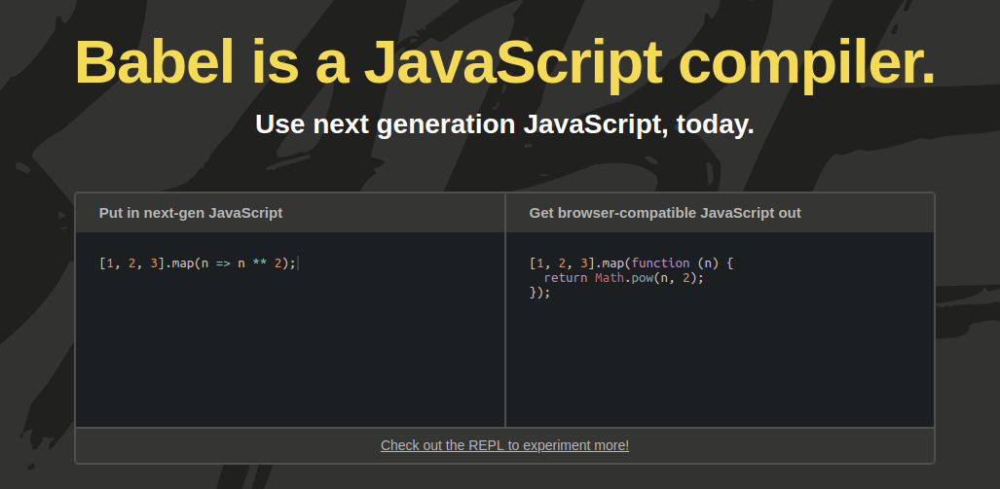 Babel is a JavaScript compiler.
Use next generation JavaScript, today.
Put in next-gen JavaScript
[1, 2, 3].map(n => n ** 2);
Get browser-compatible JavaScript out
[1, 2, 3].map(function (n) {
  return Math.pow(n, 2);
});
Check out the REPL to experiment more!